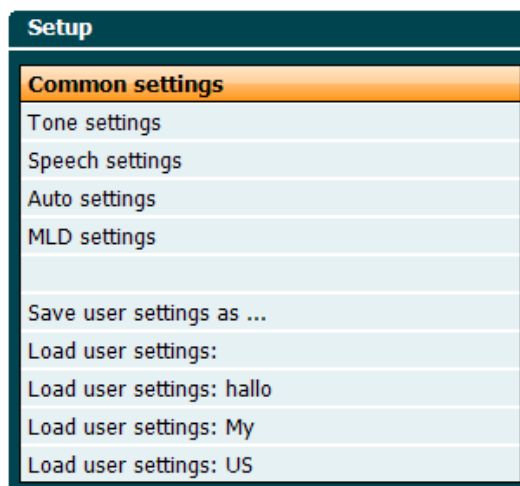 Setup
Common settings
Tone settings
Speech settings
Auto settings
MLD settings
Save user settings as ...
Load user settings:
Load user settings: hallo
Load user settings: My
Load user settings: US